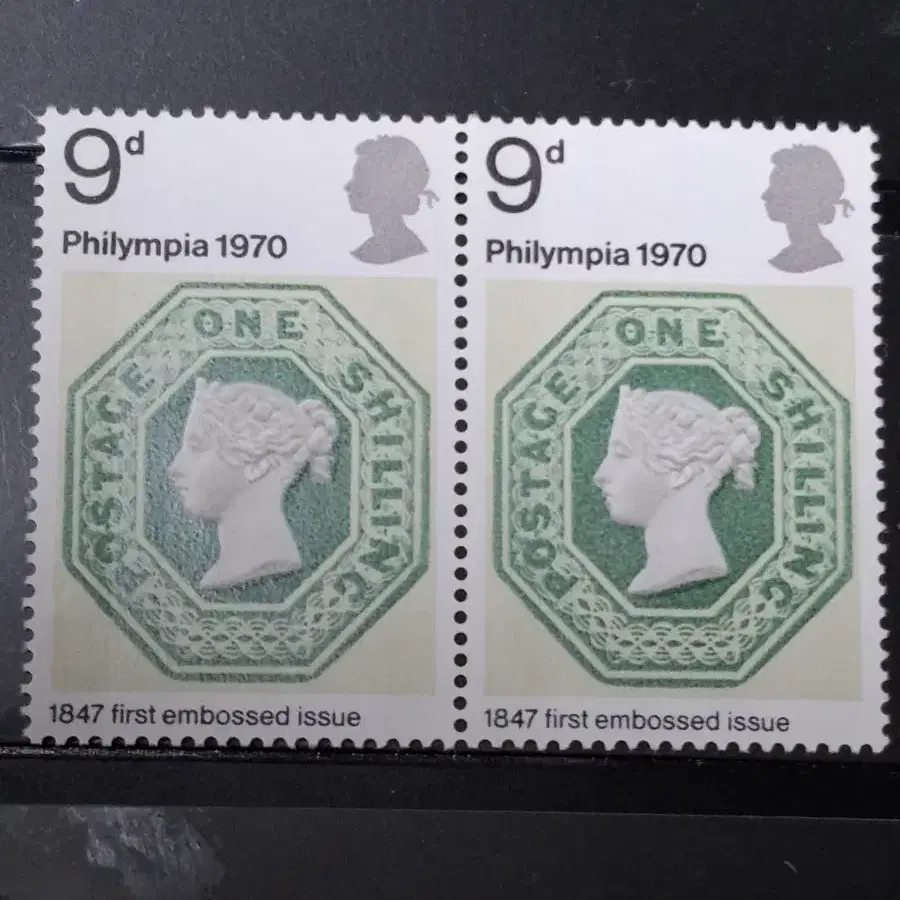 9d
Philympia 1970
POSTAGE ONE SHILLING
1847 first embossed issue
9d
Philympia 1970
POSTAGE ONE SHILLING
1847 first embossed issue